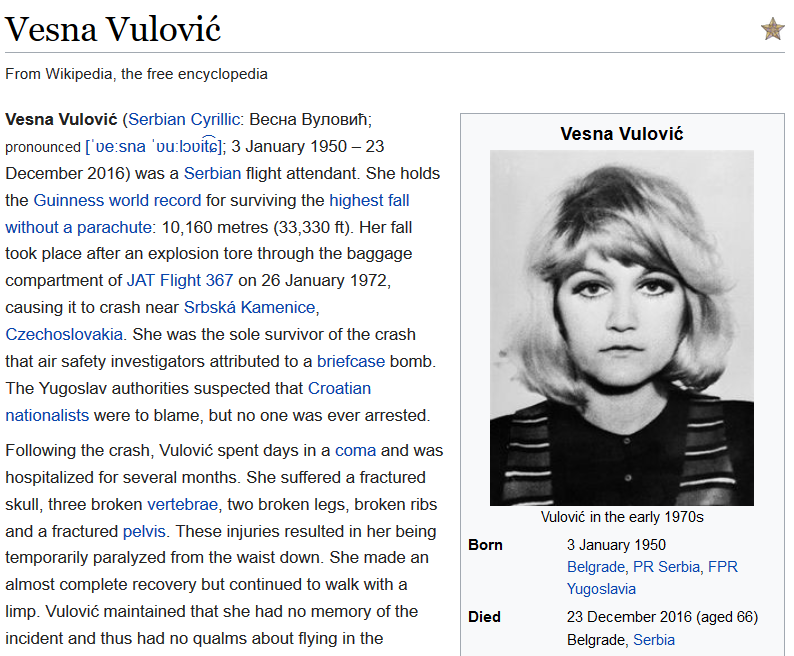 Vesna Vulović
From Wikipedia, the free encyclopedia
Vesna Vulović (Serbian Cyrillic: Весна Вуловић;
pronounced [ˈʋeːsna ˈʋuːlɔʋit͡ɕ]; 3 January 1950 – 23
December 2016) was a Serbian flight attendant. She holds
the Guinness world record for surviving the highest fall
without a parachute: 10,160 metres (33,330 ft). Her fall
took place after an explosion tore through the baggage
compartment of JAT Flight 367 on 26 January 1972,
causing it to crash near Srbská Kamenice,
Czechoslovakia. She was the sole survivor of the crash
that air safety investigators attributed to a briefcase bomb.
The Yugoslav authorities suspected that Croatian
nationalists were to blame, but no one was ever arrested.
Following the crash, Vulović spent days in a coma and was
hospitalized for several months. She suffered a fractured
skull, three broken vertebrae, two broken legs, broken ribs
and a fractured pelvis. These injuries resulted in her being
temporarily paralyzed from the waist down. She made an
almost complete recovery but continued to walk with a
limp. Vulović maintained that she had no memory of the
incident and thus had no qualms about flying in the
Vesna Vulović
Vulović in the early 1970s
Born 3 January 1950
Belgrade, PR Serbia, FPR
Yugoslavia
Died 23 December 2016 (aged 66)
Belgrade, Serbia